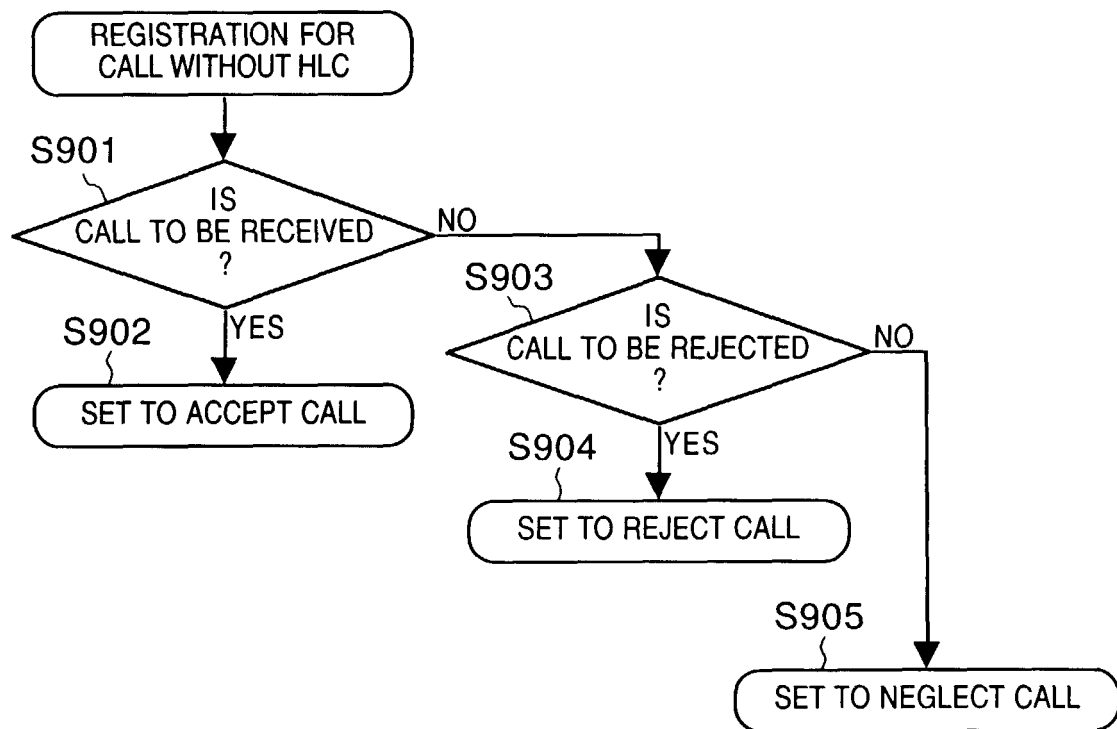 REGISTRATION FOR
CALL WITHOUT HLC
S901
IS
CALL TO BE RECEIVED
?
NO
YES
S902
SET TO ACCEPT CALL
S903
IS
CALL TO BE REJECTED
?
NO
YES
S904
SET TO REJECT CALL
S905
SET TO NEGLECT CALL